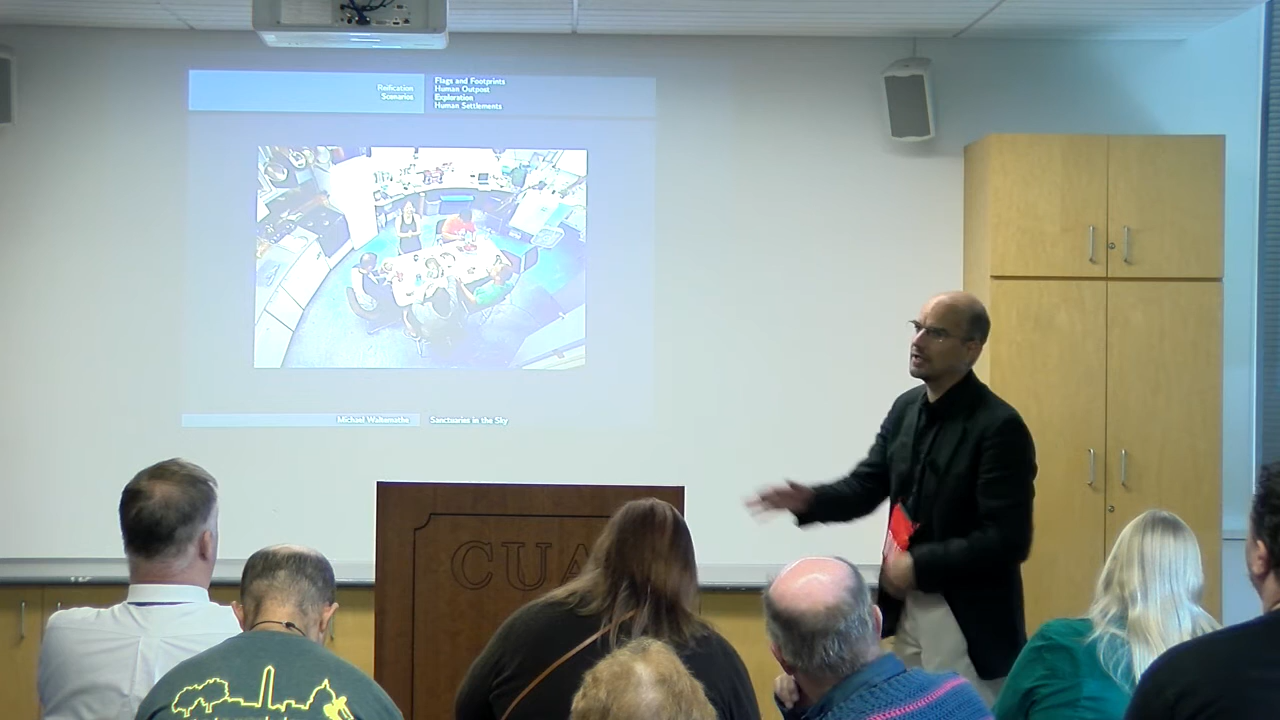 Reification
Scenarios
Flags and Footprints
Human Outpost
Exploration
Human Settlements
Michael Waltemathe
Sanctuaries in the Sky
CUA